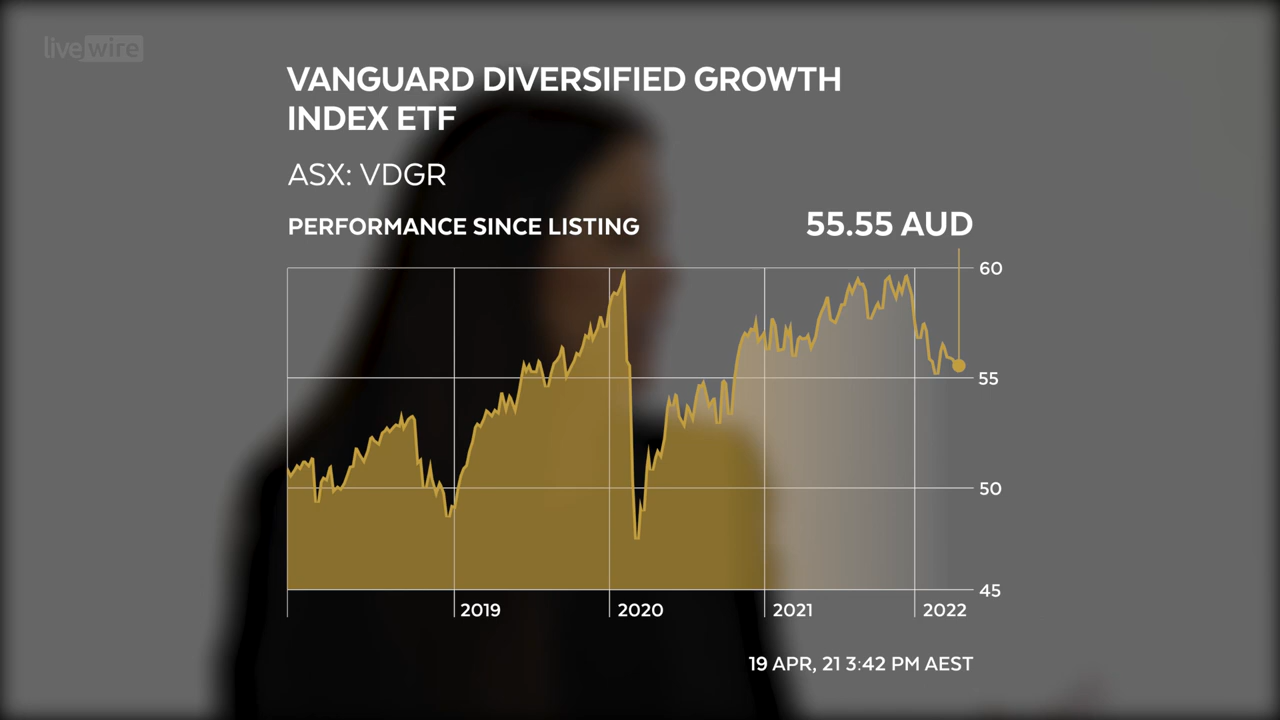 livewire
VANGUARD DIVERSIFIED GROWTH
INDEX ETF
ASX: VDGR
PERFORMANCE SINCE LISTING
55.55 AUD
60
55
50
45
2019
2020
2021
2022
19 APR, 21 3:42 PM AEST